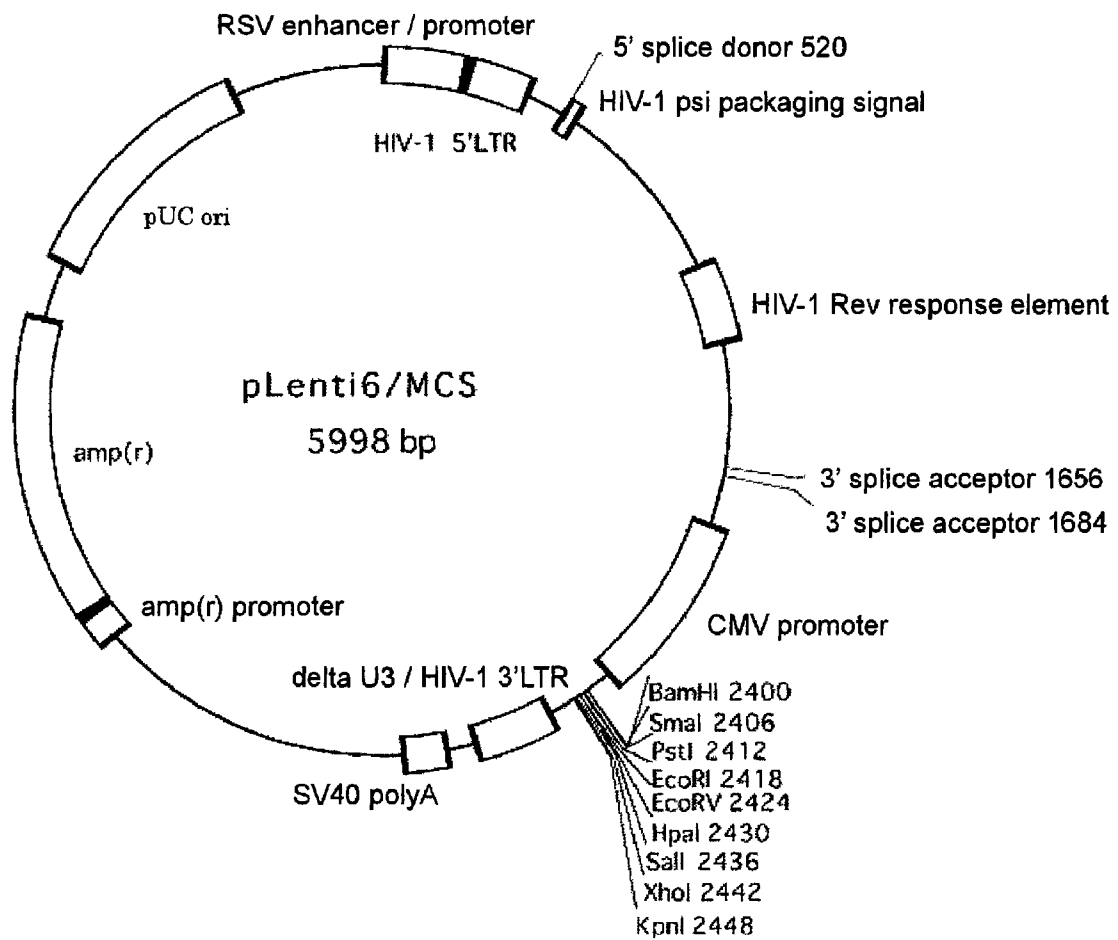 RSV enhancer / promoter
5' splice donor 520
HIV-1 psi packaging signal
HIV-1 5'LTR
pUC ori
HIV-1 Rev response element
pLenti6/MCS
5998 bp
amp(r)
3' splice acceptor 1656
3' splice acceptor 1684
amp(r) promoter
CMV promoter
delta U3 / HIV-1 3'LTR
BamHI 2400
SmaI 2406
PstI 2412
EcoRI 2418
SV40 polyA
EcoRV 2424
HpaI 2430
SalI 2436
XhoI 2442
KpnI 2448